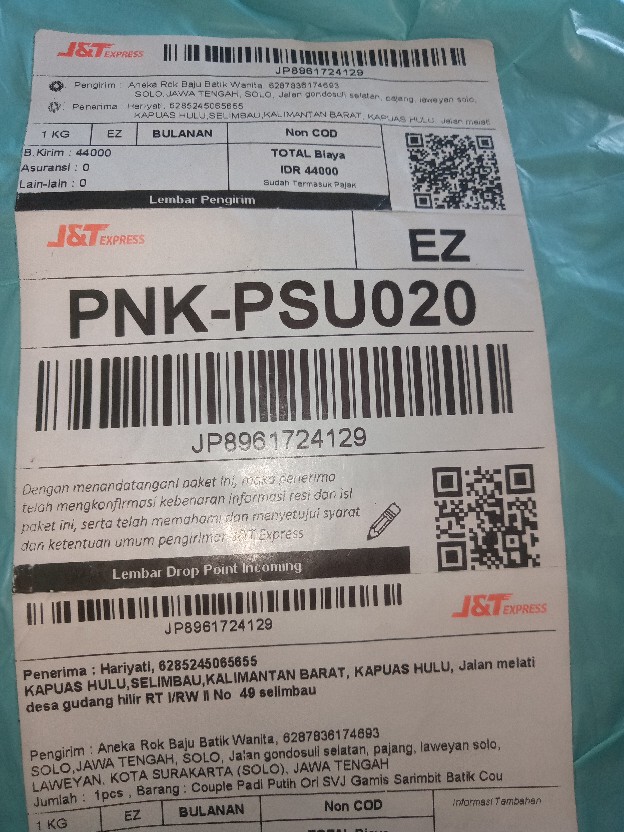 J&T EXPRESS
JP8961724129
Pengirim : Aneka Rok Baju Batik Wanita, 6287836174693
SOLO,JAWA TENGAH, SOLO, Jalan gondosuli selatan, pajang, laweyan solo,
Penerima : Hariyati, 6285245065655
KAPUAS HULU,SELIMBAU,KALIMANTAN BARAT, KAPUAS HULU, Jalan melati
1 KG EZ BULANAN Non COD
B.Kirim : 44000
Asuransi : 0
Lain-lain : 0
TOTAL Biaya
IDR 44000
Sudah Termasuk Pajak
Lembar Pengirim
J&T EXPRESS
EZ
PNK-PSU020
JP8961724129
Dengan menandatangani paket ini, maka penerima
telah mengkonfirmasi kebenaran informasi resi dan isi
paket ini, serta telah memahami dan menyetujui syarat
dan ketentuan umum pengiriman J&T Express
Lembar Drop Point Incoming
JP8961724129
J&T EXPRESS
Penerima : Hariyati, 6285245065655
KAPUAS HULU,SELIMBAU,KALIMANTAN BARAT, KAPUAS HULU, Jalan melati
desa gudang hilir RT I/RW II No 49 selimbau
Pengirim : Aneka Rok Baju Batik Wanita, 6287836174693
SOLO,JAWA TENGAH, SOLO, Jalan gondosuli selatan, pajang, laweyan solo,
LAWEYAN, KOTA SURAKARTA (SOLO), JAWA TENGAH
Jumlah : 1pcs , Barang : Couple Padi Putih Ori SVJ Gamis Sarimbit Batik Cou
1 KG EZ BULANAN Non COD
Informasi Tambahan
TOTAL Biaya